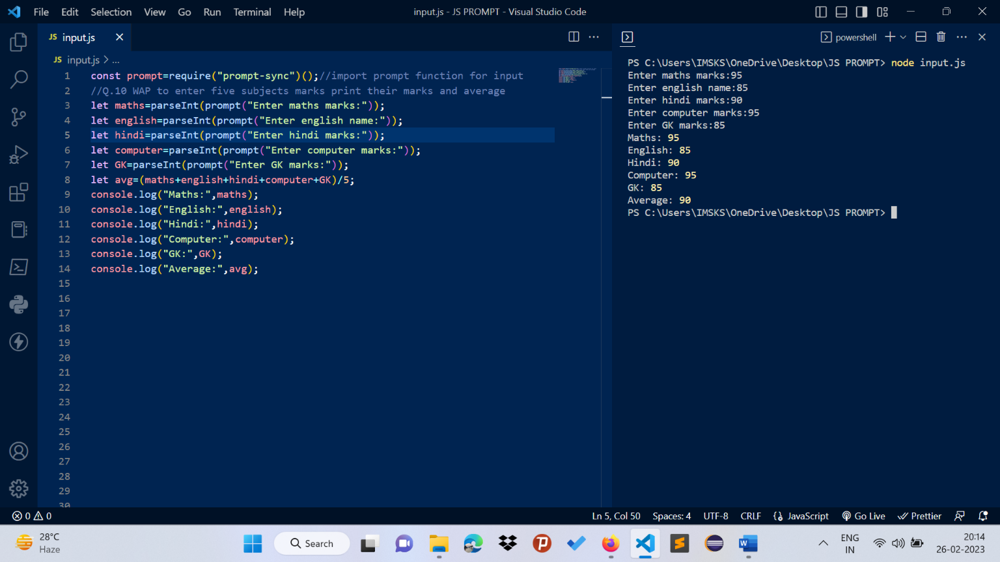 File Edit Selection View Go Run Terminal Help
input.js - JS PROMPT - Visual Studio Code
JS input.js
JS input.js > ...
1 const prompt=require("prompt-sync")();//import prompt function for input
2 //Q.10 WAP to enter five subjects marks print their marks and average
3 let maths=parseInt(prompt("Enter maths marks:"));
4 let english=parseInt(prompt("Enter english name:"));
5 let hindi=parseInt(prompt("Enter hindi marks:"));
6 let computer=parseInt(prompt("Enter computer marks:"));
7 let GK=parseInt(prompt("Enter GK marks:"));
8 let avg=(maths+english+hindi+computer+GK)/5;
9 console.log("Maths:",maths);
10 console.log("English:",english);
11 console.log("Hindi:",hindi);
12 console.log("Computer:",computer);
13 console.log("GK:",GK);
14 console.log("Average:",avg);
15
16
17
18
19
20
21
22
23
24
25
26
27
28
29
30
powershell
PS C:\Users\IMSKS\OneDrive\Desktop\JS PROMPT> node input.js
Enter maths marks:95
Enter english name:85
Enter hindi marks:90
Enter computer marks:95
Enter GK marks:85
Maths: 95
English: 85
Hindi: 90
Computer: 95
GK: 85
Average: 90
PS C:\Users\IMSKS\OneDrive\Desktop\JS PROMPT>
0 0
Ln 5, Col 50 Spaces: 4 UTF-8 CRLF JavaScript Go Live Prettier
28°C
Haze
Search
ENG
IN
20:14
26-02-2023